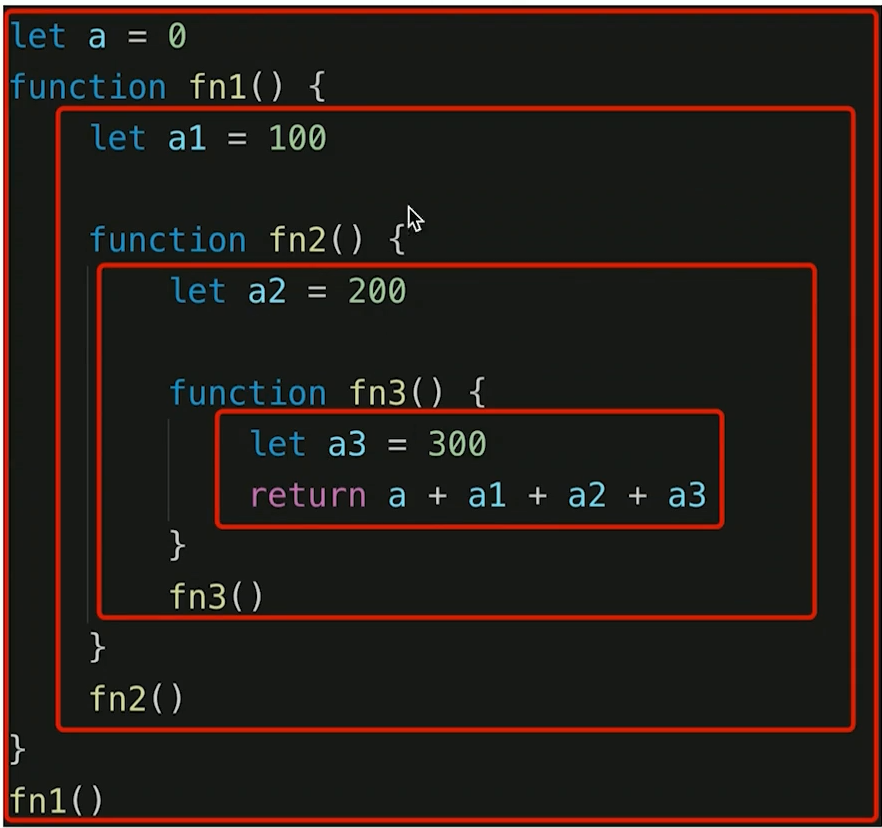 let a = 0
function fn1() {
    let a1 = 100

    function fn2() {
        let a2 = 200

        function fn3() {
            let a3 = 300
            return a + a1 + a2 + a3
        }
        fn3()
    }
    fn2()
}
fn1()